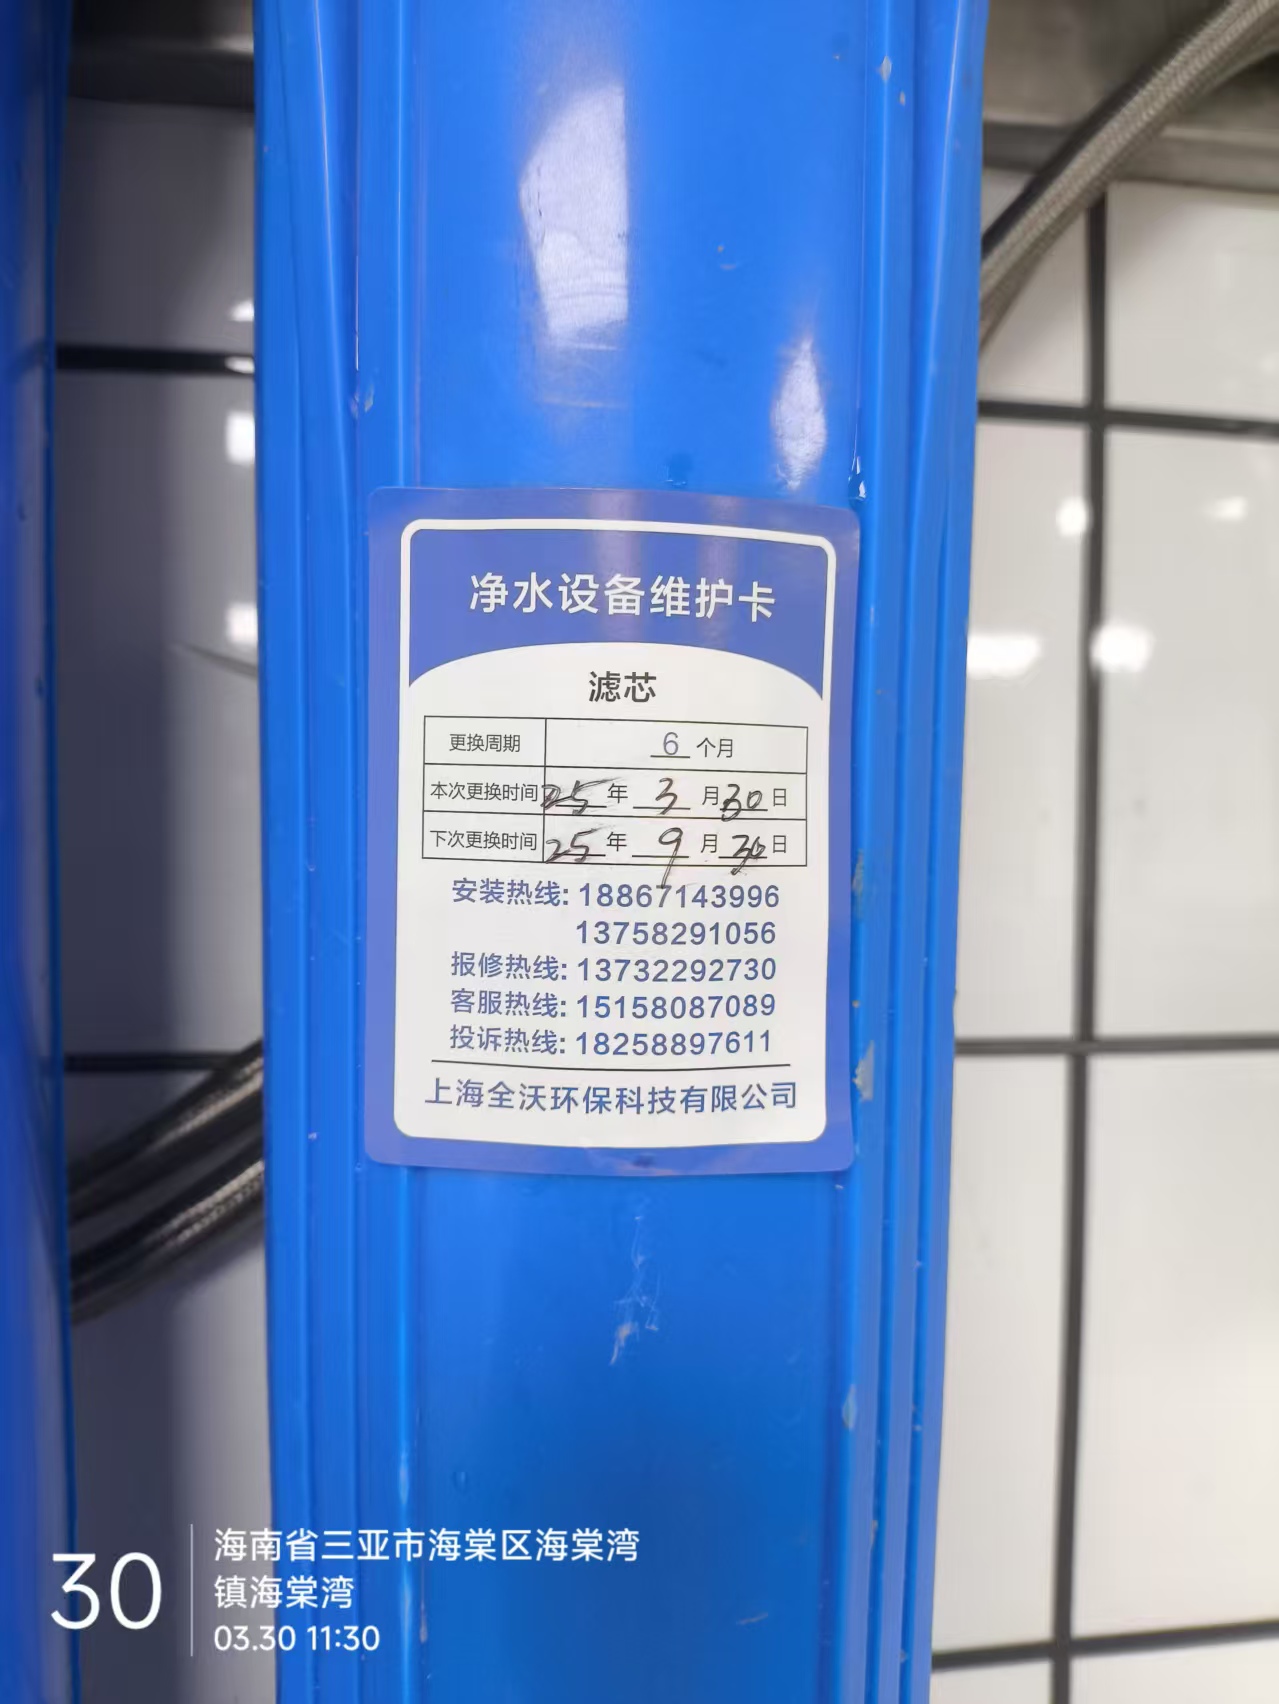 净水设备维护卡
滤芯
更换周期 6 个月
本次更换时间 25 年 3 月 30 日
下次更换时间 25 年 9 月 30 日
安装热线: 18867143996
13758291056
报修热线: 13732292730
客服热线: 15158087089
投诉热线: 18258897611
上海全沃环保科技有限公司
30
海南省三亚市海棠区海棠湾
镇海棠湾
03.30 11:30